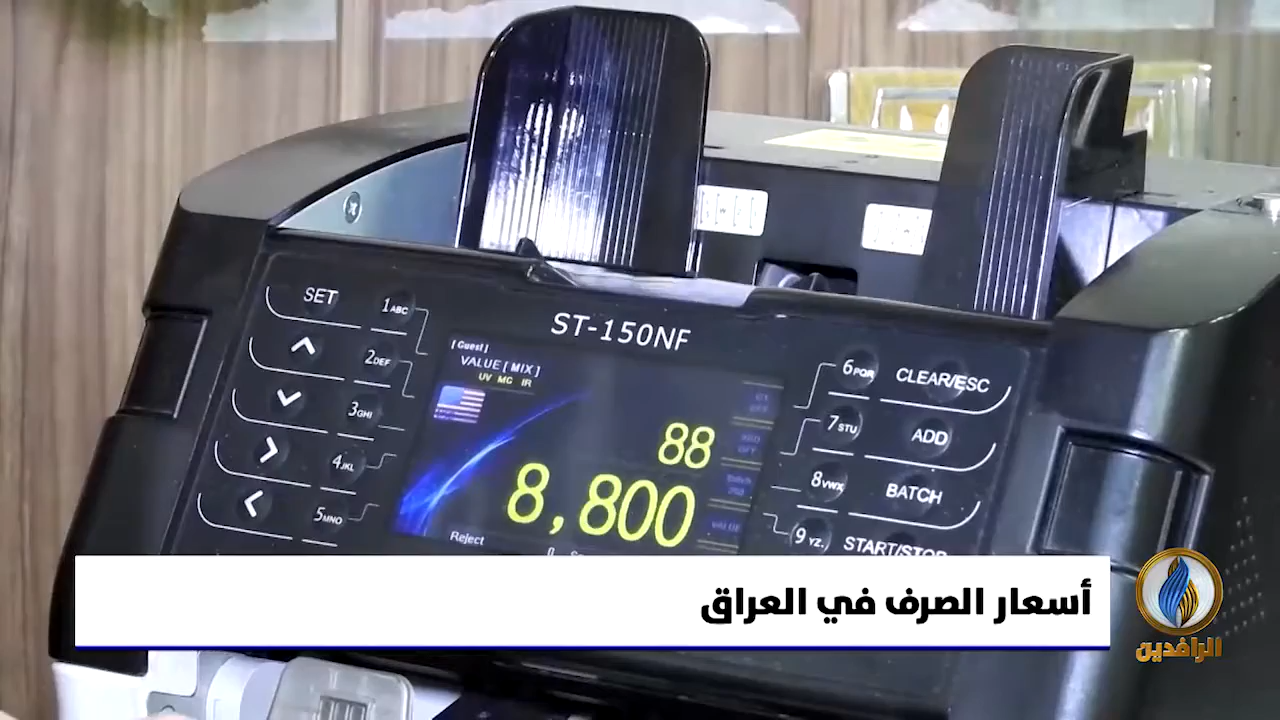 ST-150NF
SET
1ABC
2DEF
3GHI
4JKL
5MNO
[ Guest ]
VALUE [ MIX ]
UV MG IR
88
8,800
Reject
VALUE
6PQR
CLEAR/ESC
7STU
ADD
8VWX
BATCH
9YZ.
START/STOP
أسعار الصرف في العراق
الرافدين